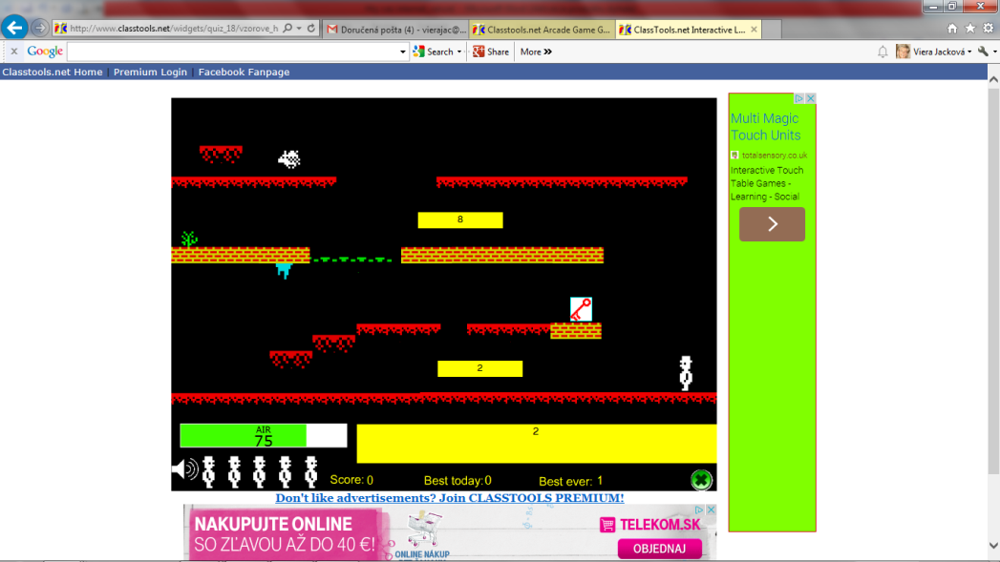 http://www.classtools.net/widgets/quiz_18/vzorove_h
Doručená pošta (4) - vierajac@...
Classtools.net Arcade Game G...
ClassTools.net Interactive L...
x Google
Search
Share
More »
Viera Jacková
Classtools.net Home | Premium Login | Facebook Fanpage
Multi Magic
Touch Units
totalsensory.co.uk
Interactive Touch
Table Games -
Learning - Social
8
2
AIR
75
2
Score: 0
Best today: 0
Best ever: 1
Don't like advertisements? Join CLASSTOOLS PREMIUM!
NAKUPUJTE ONLINE
SO ZĽAVOU AŽ DO 40 €!
ONLINE NÁKUP
TELEKOM.SK
OBJEDNAJ